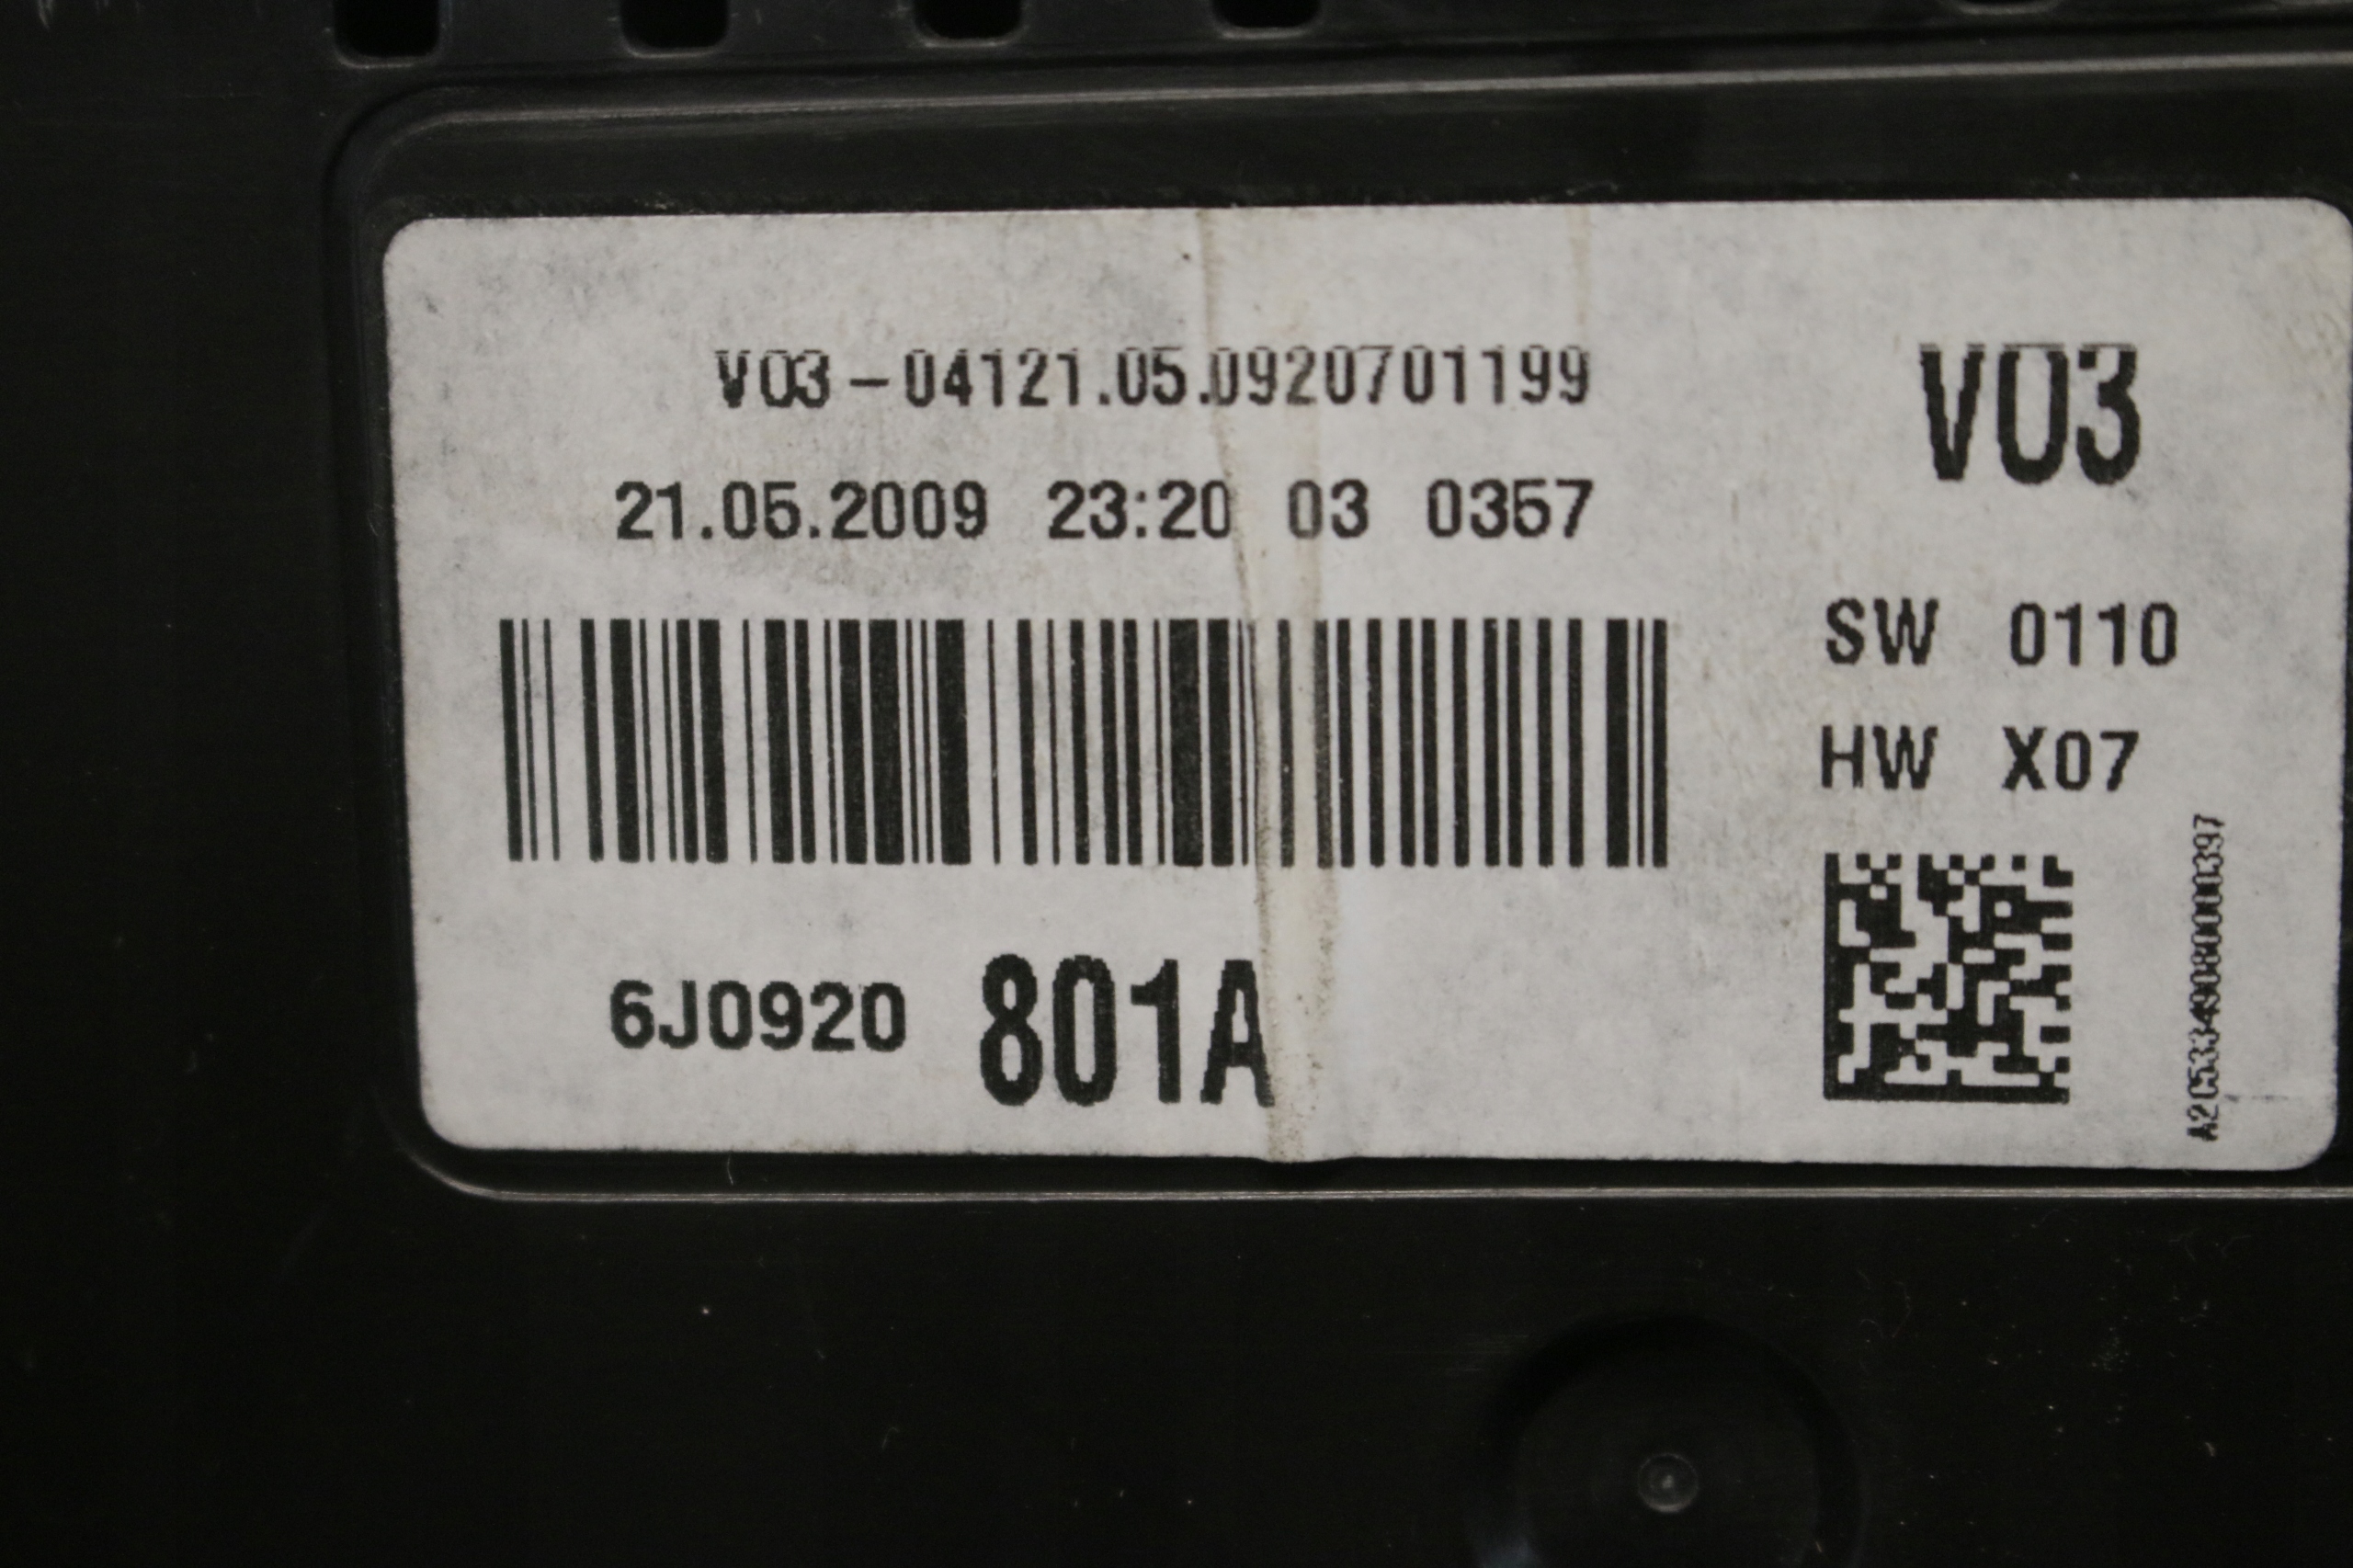 V03-04121.05.0920701199
V03
21.05.2009 23:20 03 0357
SW 0110
HW X07
6J0920 801A
A2C53349080000397